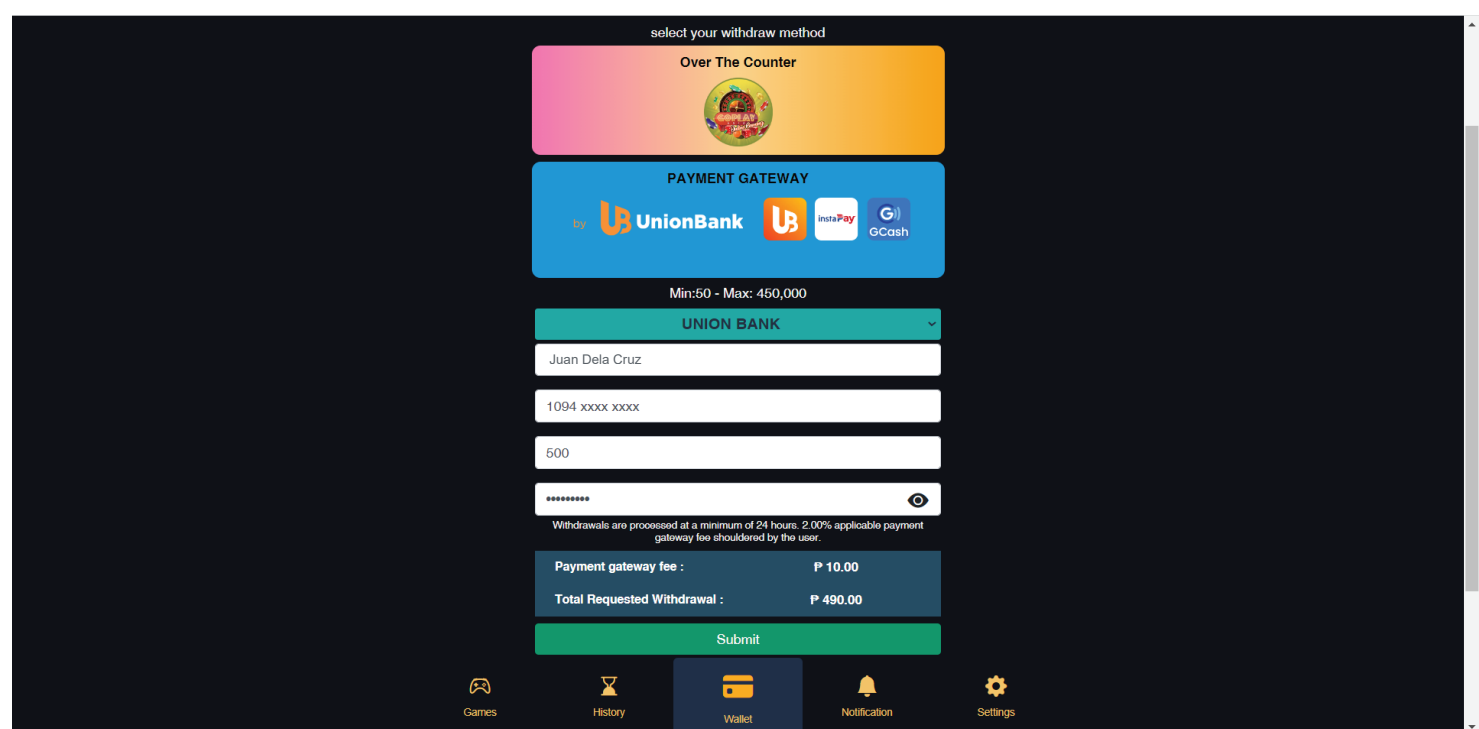 select your withdraw method
Over The Counter
GOPLAY
PAYMENT GATEWAY
by UB UnionBank UB instaPay G)) GCash
Min:50 - Max: 450,000
UNION BANK
Juan Dela Cruz
1094 xxxx xxxx
500
•••••••••
Withdrawals are processed at a minimum of 24 hours. 2.00% applicable payment
gateway fee shouldered by the user.
Payment gateway fee : ₱ 10.00
Total Requested Withdrawal : ₱ 490.00
Submit
Games History Wallet Notification Settings